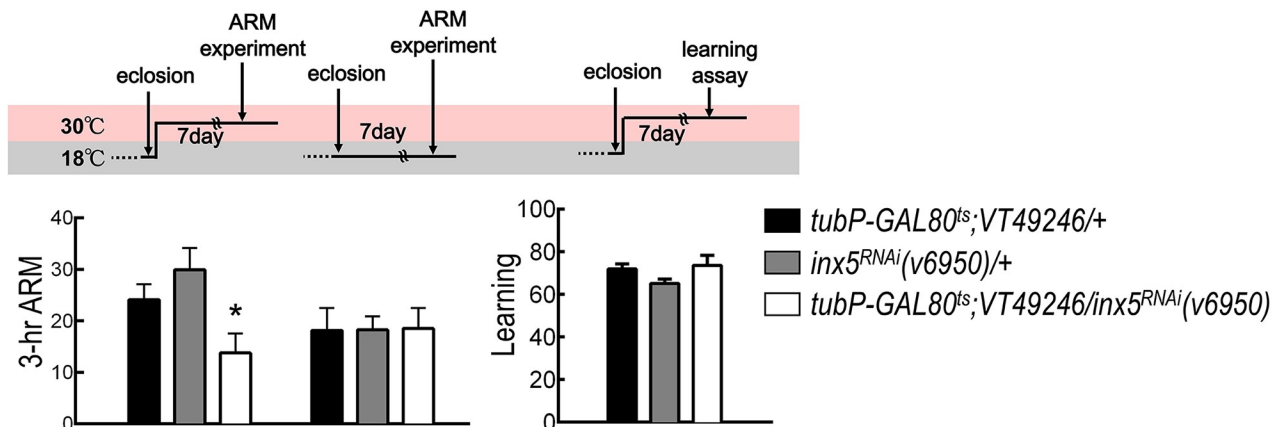 ARM
experiment
eclosion
ARM
experiment
eclosion
learning
assay
eclosion
30℃
7day
7day
7day
18℃
40
30
20
10
0
3-hr ARM
*
100
80
60
40
20
0
Learning
tubP-GAL80ts;VT49246/+
inx5RNAi(v6950)/+
tubP-GAL80ts;VT49246/inx5RNAi(v6950)